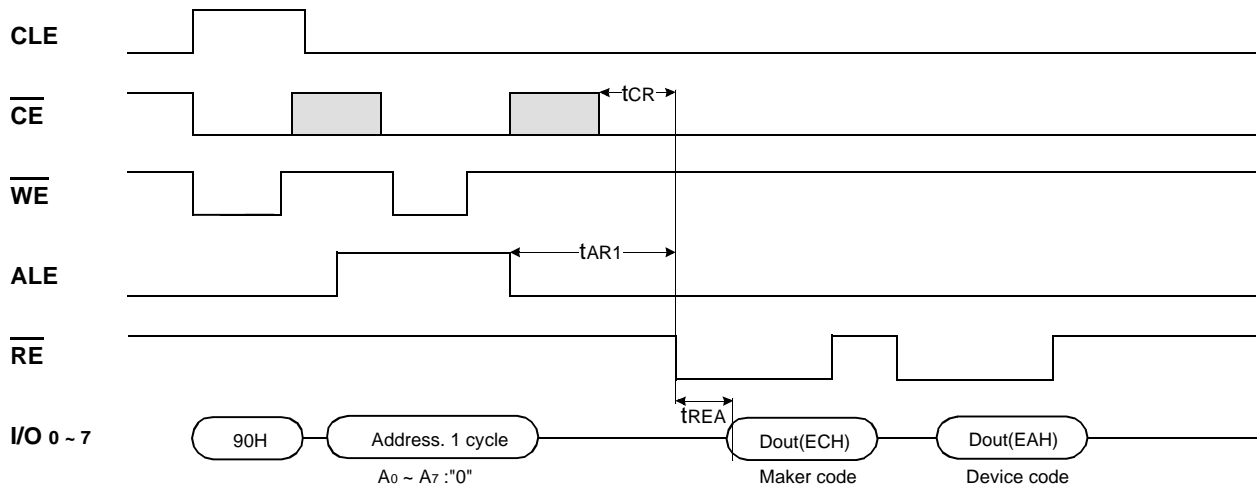 CLE
CE
tCR
WE
ALE
tAR1
RE
tREA
I/O 0 ~ 7
90H
Address. 1 cycle
Dout(ECH)
Dout(EAH)
A0 ~ A7 :"0"
Maker code
Device code